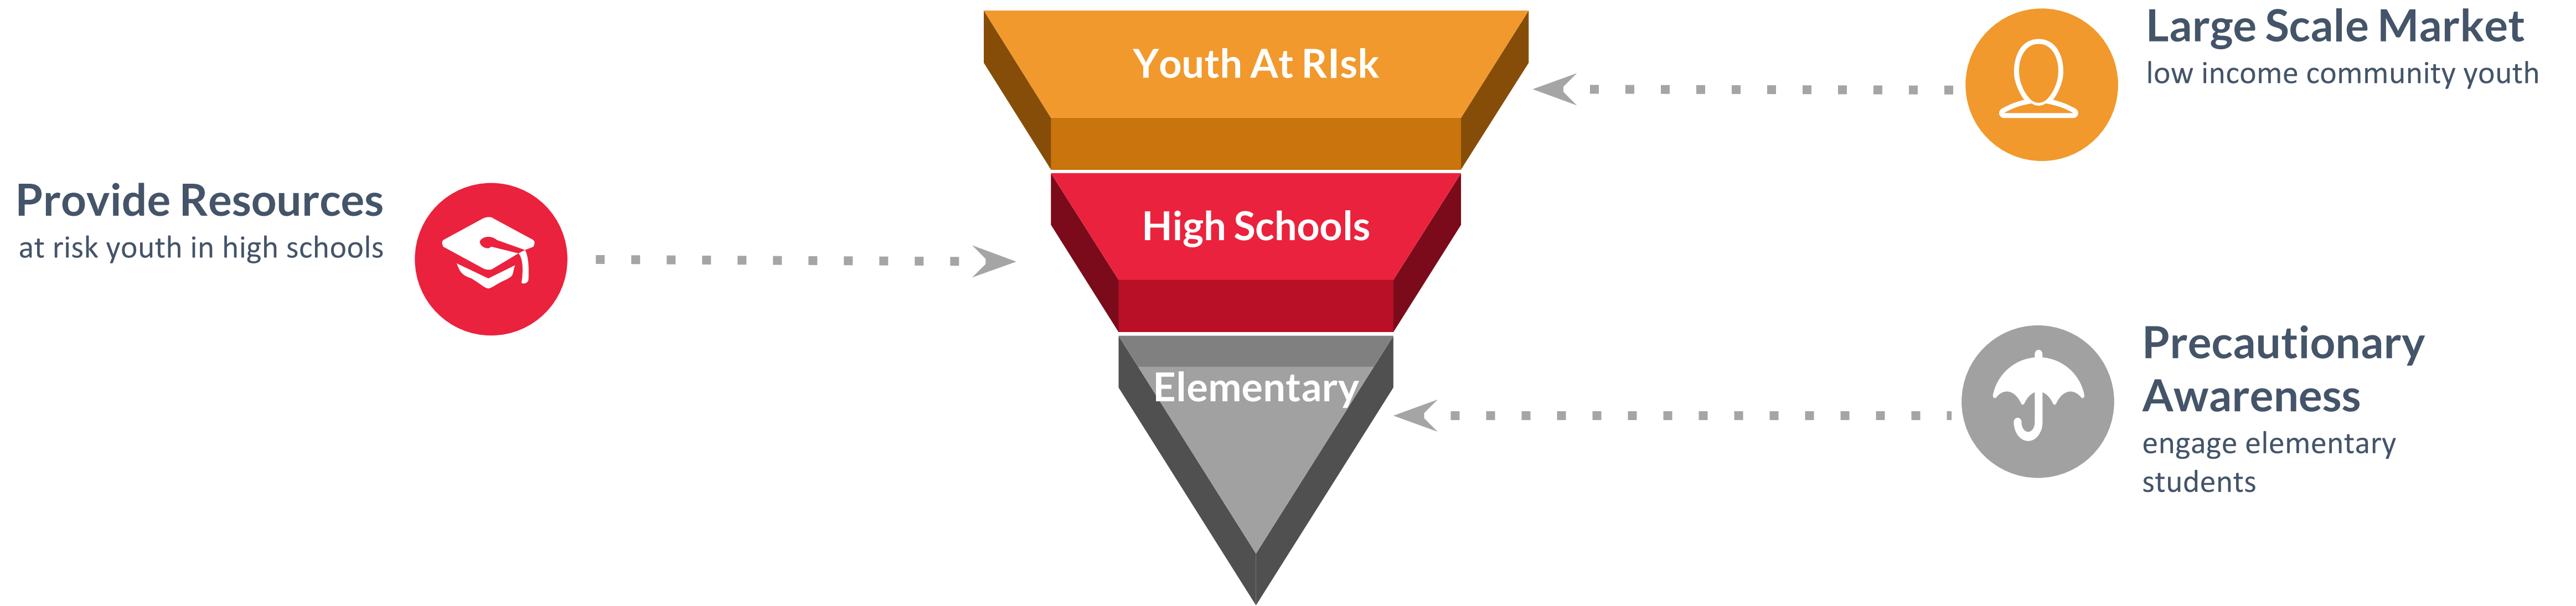 Youth At RIsk
Large Scale Market
low income community youth
Provide Resources
at risk youth in high schools
High Schools
Elementary
Precautionary
Awareness
engage elementary
students